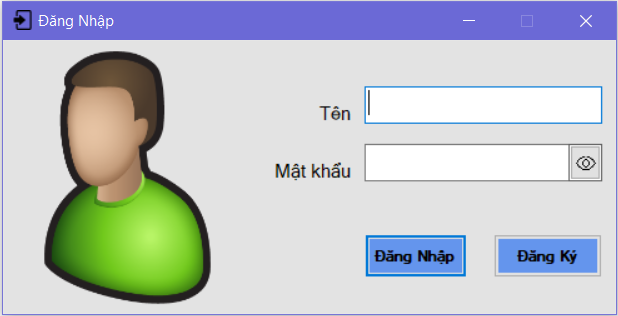 Đăng Nhập
Tên
Mật khẩu
Đăng Nhập
Đăng Ký